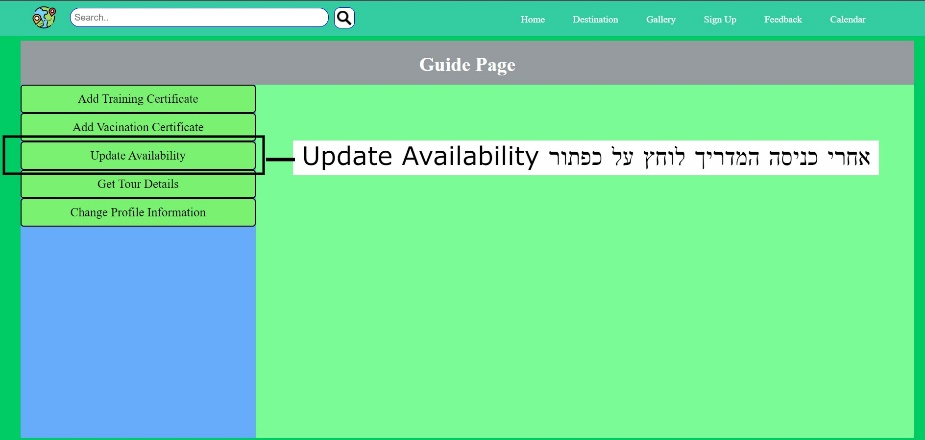 Search..
Home Destination Gallery Sign Up Feedback Calendar
Guide Page
Add Training Certificate
Add Vacination Certificate
Update Availability
אחרי כניסה המדריך לוחץ על כפתור Update Availability
Get Tour Details
Change Profile Information